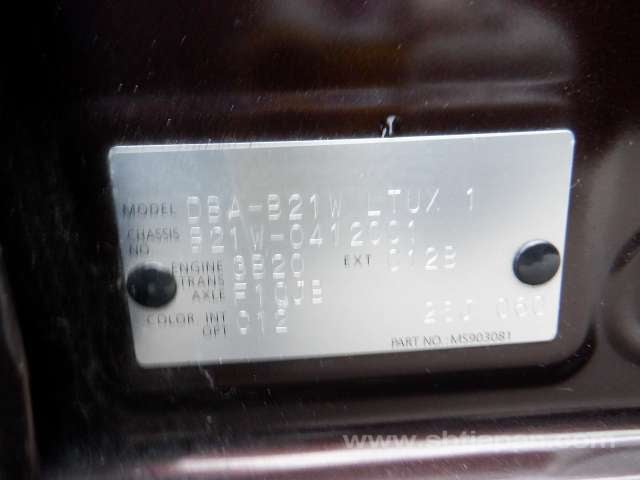 MODEL DBA-B21W LTUX 1
CHASSIS NO. B21W-0412001
ENGINE 3B20 EXT C12B
TRANS AXLE F1CJB
COLOR INT OPT 012 28J 060
PART NO. MS903081
www.sbtjapan.com